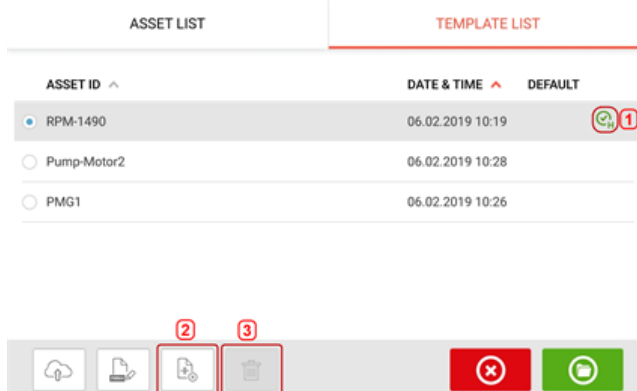 ASSET LIST TEMPLATE LIST
ASSET ID DATE & TIME DEFAULT
RPM-1490 06.02.2019 10:19 H 1
Pump-Motor2 06.02.2019 10:28
PMG1 06.02.2019 10:26
2 3